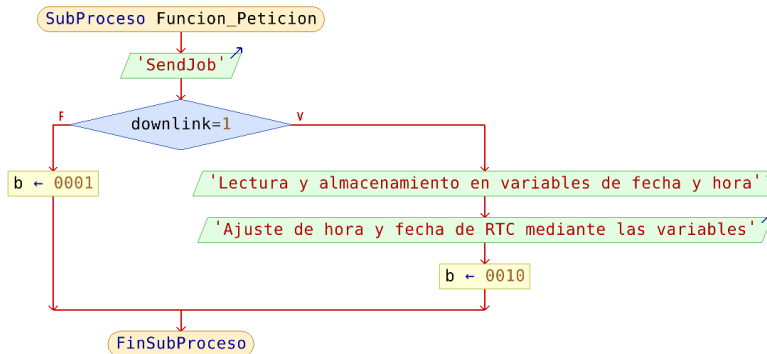 SubProceso Funcion_Petición
'SendJob'
downlink=1
F
V
b ← 0001
'Lectura y almacenamiento en variables de fecha y hora'
'Ajuste de hora y fecha de RTC mediante las variables'
b ← 0010
FinSubProceso